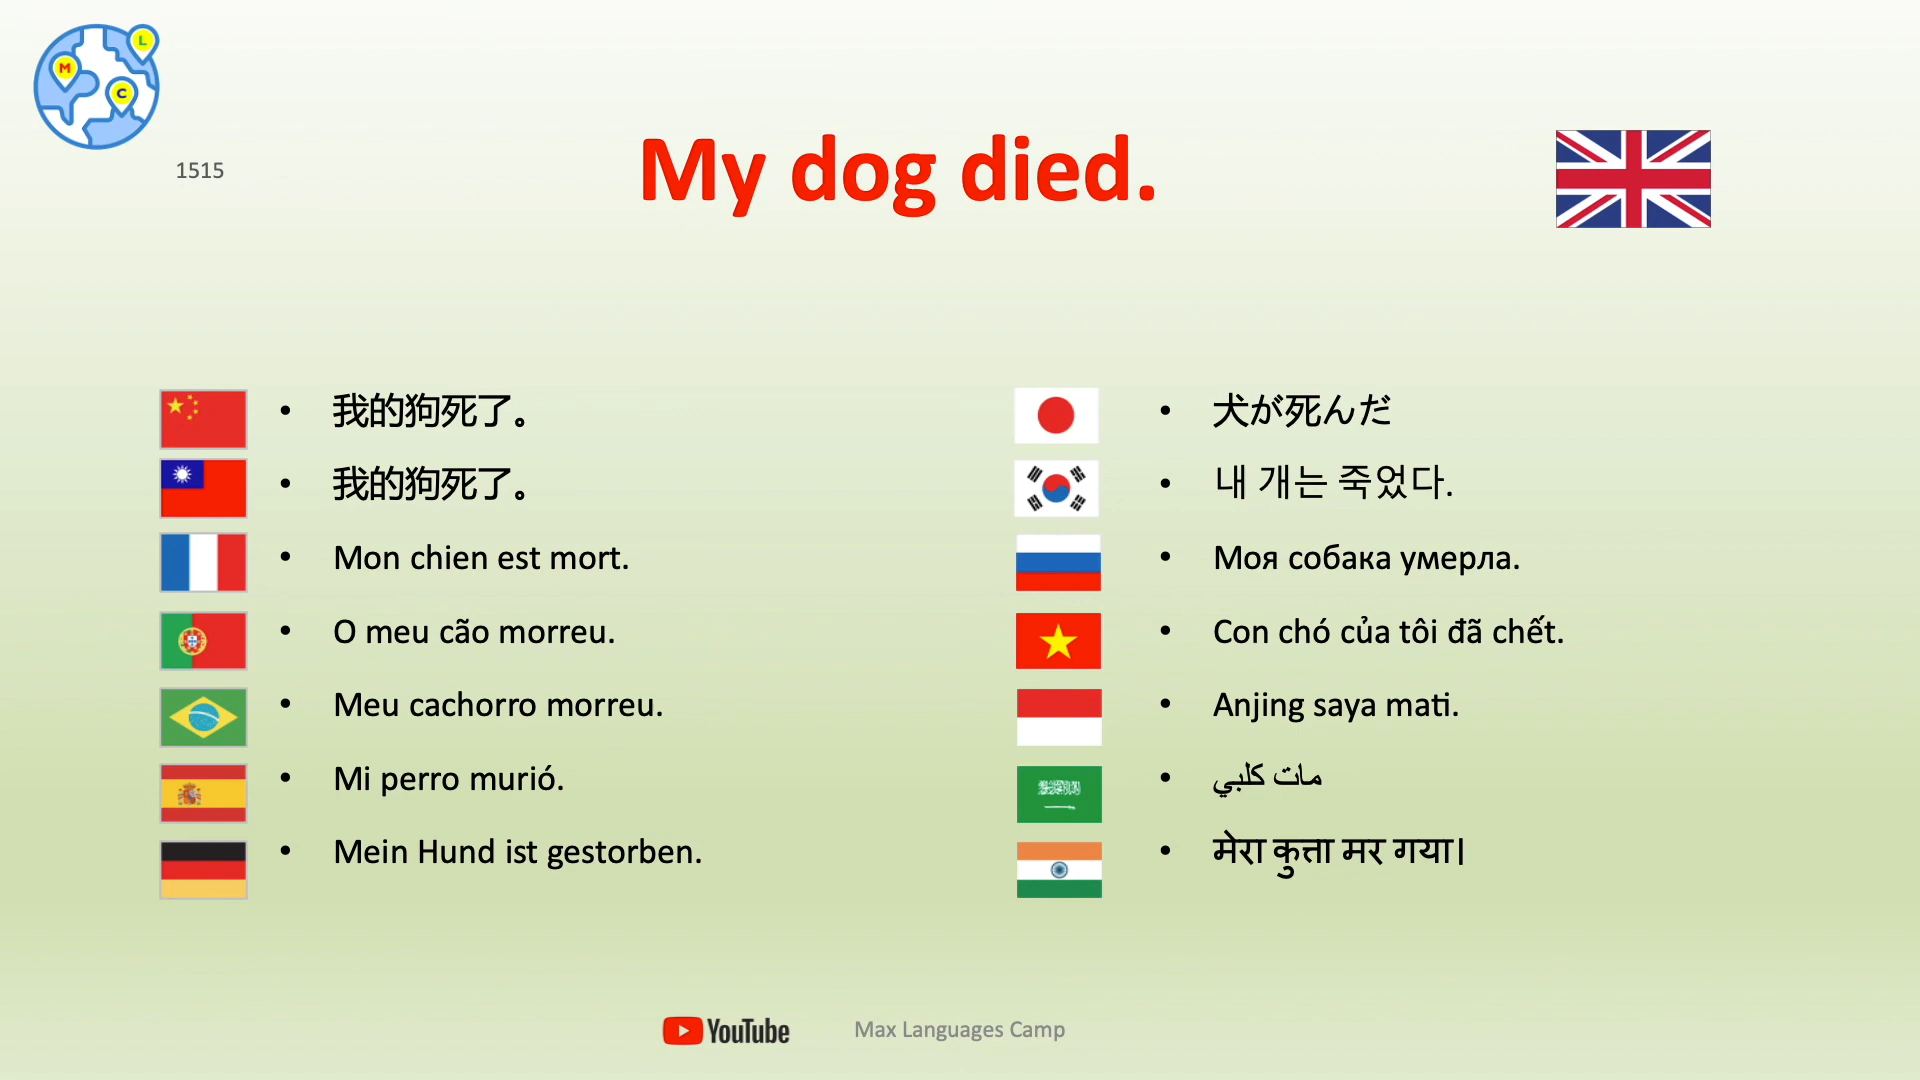 L
M
C
1515
My dog died.
我的狗死了。
我的狗死了。
Mon chien est mort.
O meu cão morreu.
Meu cachorro morreu.
Mi perro murió.
Mein Hund ist gestorben.
犬が死んだ
내 개는 죽었다.
Моя собака умерла.
Con chó của tôi đã chết.
Anjing saya mati.
مات كلبي
मेरा कुत्ता मर गया।
YouTube
Max Languages Camp